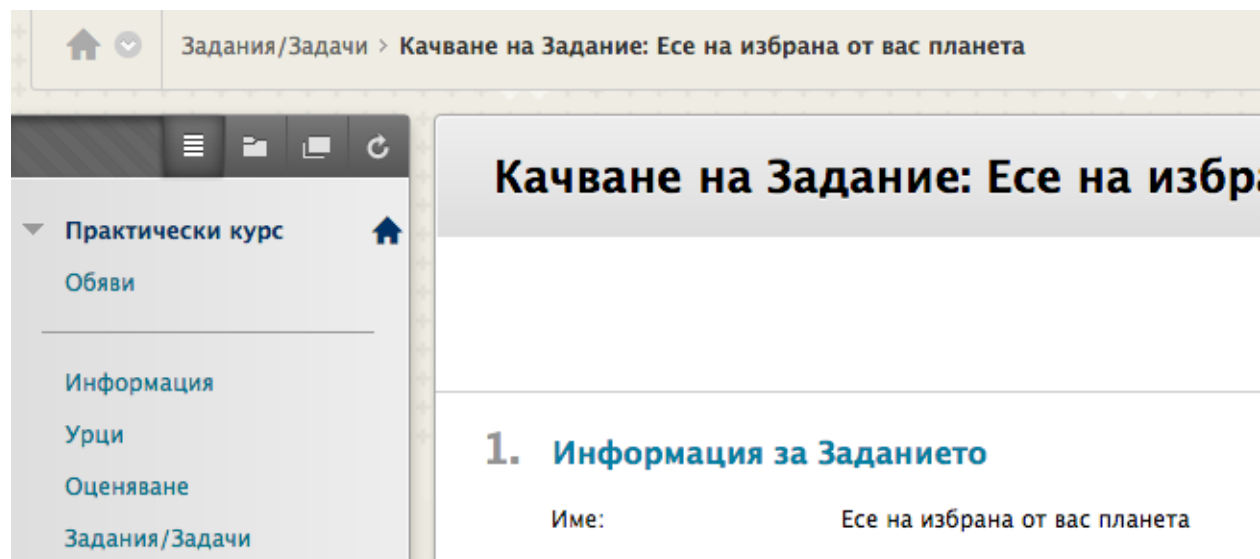 Задания/Задачи > Качване на Задание: Есе на избрана от вас планета
Качване на Задание: Есе на избра
Практически курс
Обяви
Информация
Урци
Оценяване
Задания/Задачи
1. Информация за Заданието
Име: Есе на избрана от вас планета